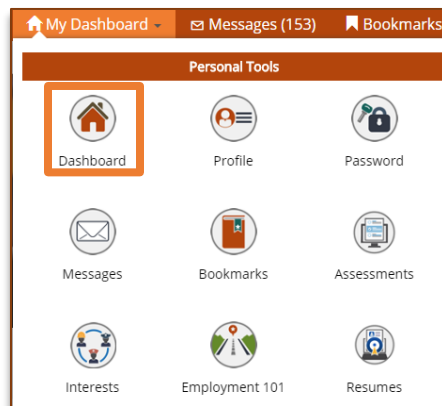 My Dashboard Messages (153) Bookmarks
Personal Tools
Dashboard Profile Password
Messages Bookmarks Assessments
Interests Employment 101 Resumes